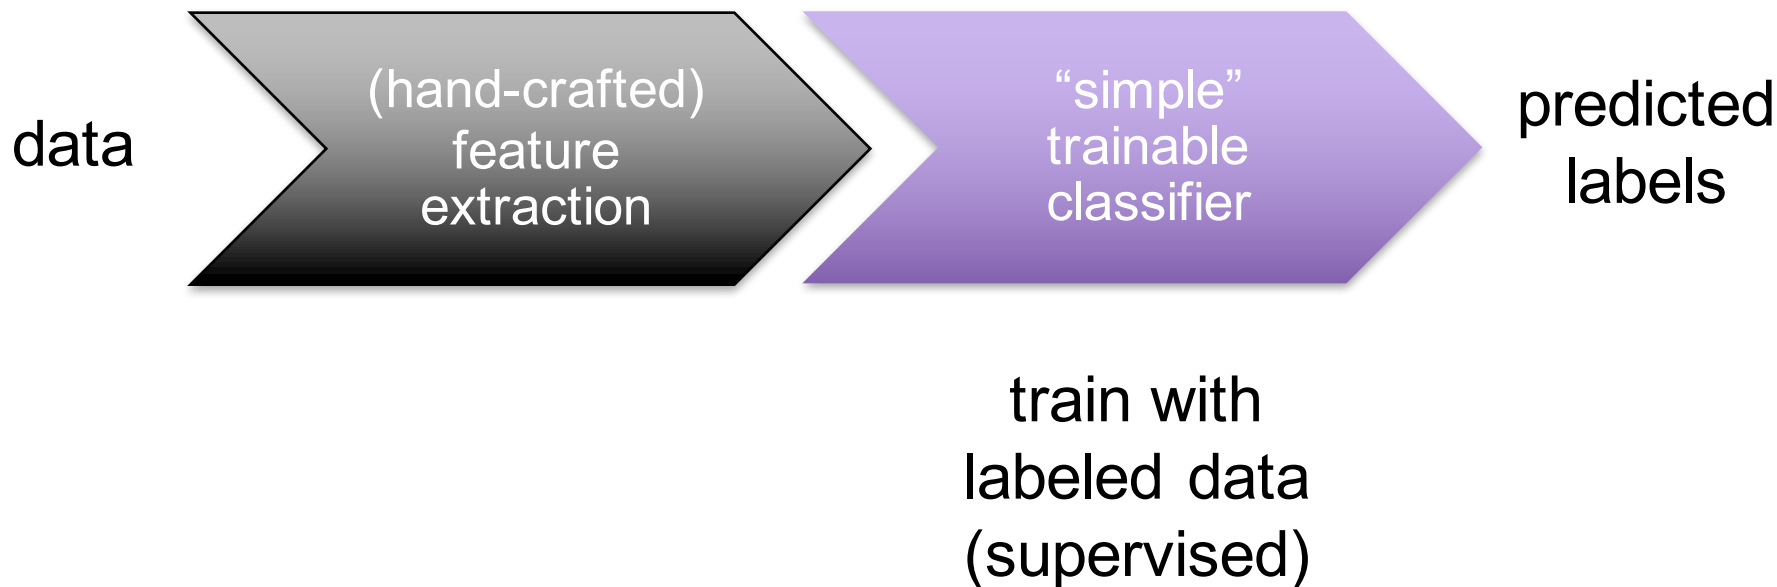 data
(hand-crafted)
feature
extraction
“simple”
trainable
classifier
predicted
labels
train with
labeled data
(supervised)